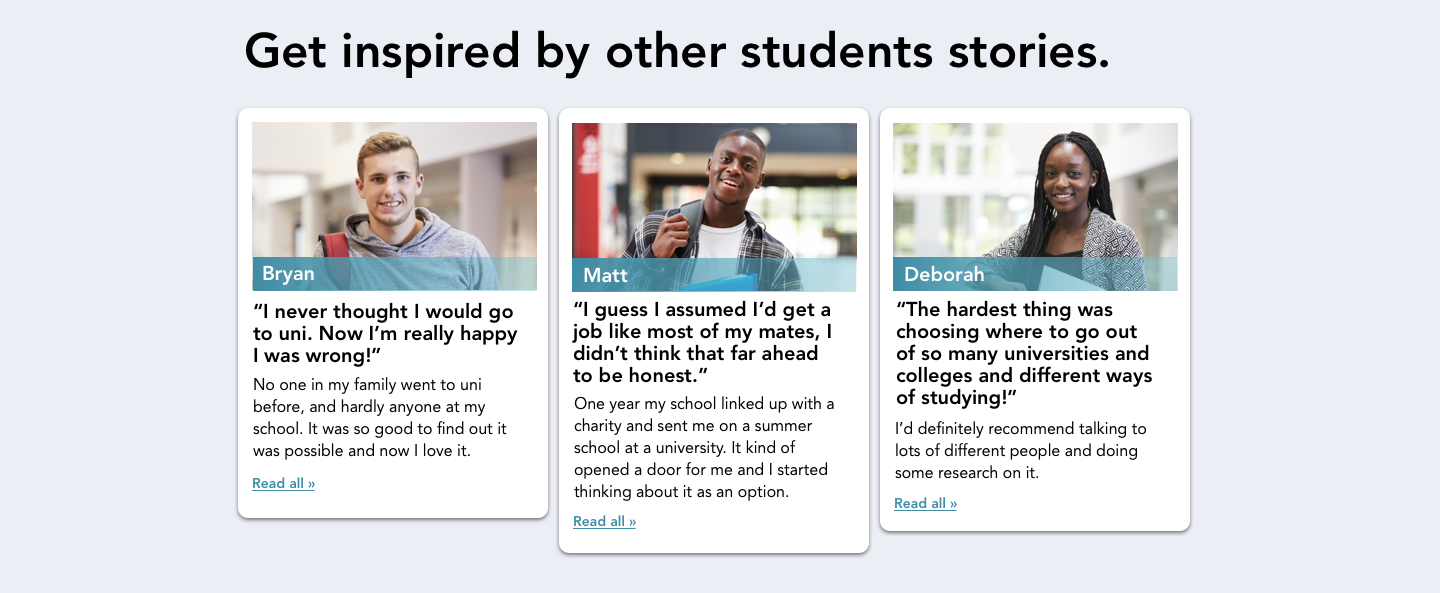 Get inspired by other students stories.
the
Bryan
“I never thought I would go
to uni. Now I’m really happy
I was wrong!”
No one in my family went to uni
before, and hardly anyone at my
school. It was so good to find out it
was possible and now I love it.
Read all »
Matt
“I guess I assumed I’d get a
job like most of my mates, I
didn’t think that far ahead
to be honest.”
One year my school linked up with a
charity and sent me on a summer
school at a university. It kind of
opened a door for me and I started
thinking about it as an option.
Read all »
Deborah
“The hardest thing was
choosing where to go out
of so many universities and
colleges and different ways
of studying!”
I’d definitely recommend talking to
lots of different people and doing
some research on it.
Read all »